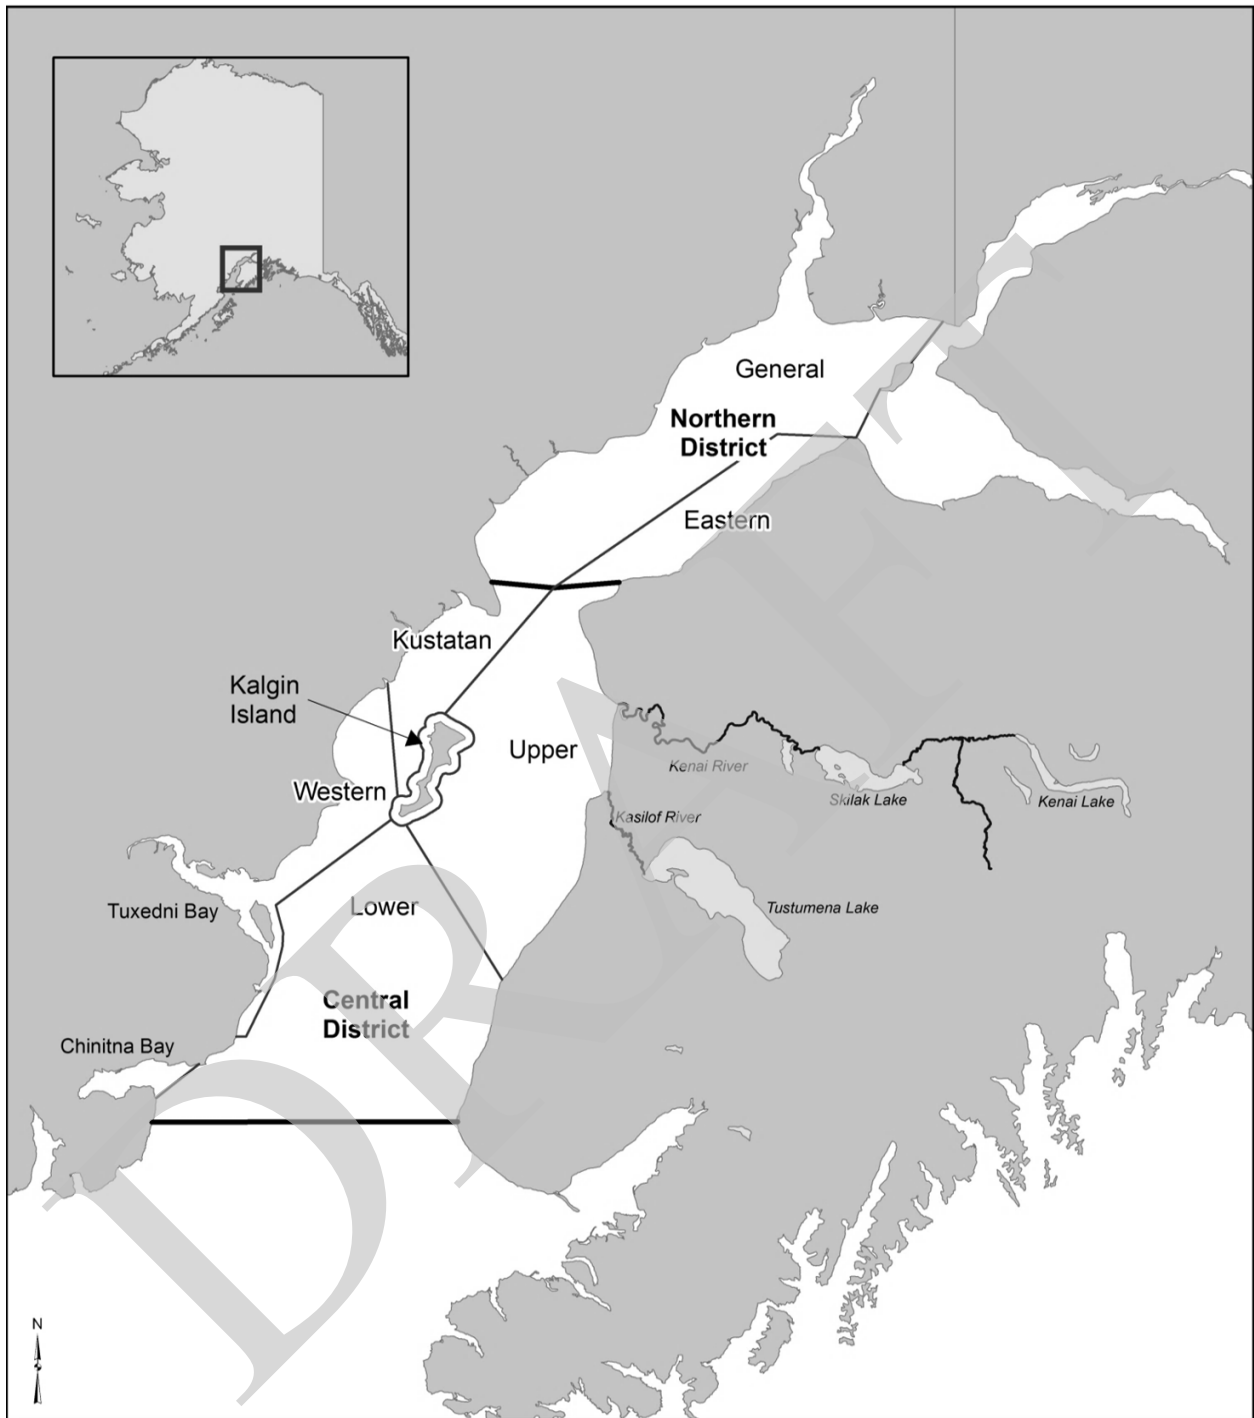 General
Northern
District
Eastern
Kustatan
Kalgin
Island
Upper
Kenai River
Western
Skilak Lake
Kenai Lake
Kasilof River
Tuxedni Bay
Lower
Tustumena Lake
Central
District
Chinitna Bay
N
DRAFT